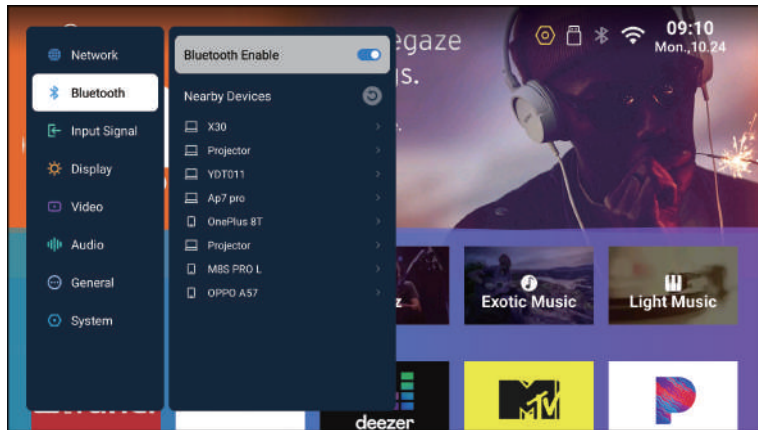 Network
Bluetooth
Input Signal
Display
Video
Audio
General
System
Bluetooth Enable
Nearby Devices
X30
Projector
YDT011
Ap7 pro
OnePlus 8T
Projector
M8S PRO L
OPPO A57
egaze
s.
09:10
Mon.,10.24
z
Exotic Music
Light Music
deezer
MTV